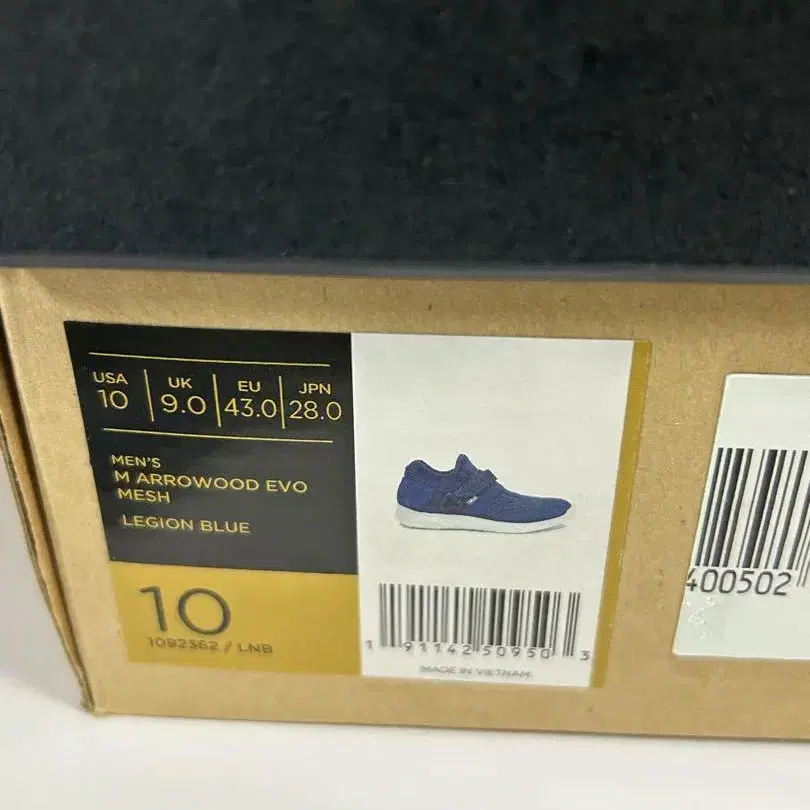 USA UK EU JPN
10 9.0 43.0 28.0
MEN'S
M ARROWOOD EVO
MESH
LEGION BLUE
10
1092362 / LNB
1 91142 50950 3
MADE IN VIETNAM
400502